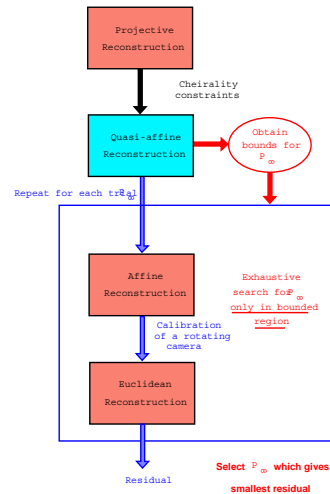 Projective
Reconstruction
Cheirality
constraints
Quasi-affine
Reconstruction
Obtain
bounds for
P∞
Repeat for each trial P∞
Affine
Reconstruction
Exhaustive
search for P∞
only in bounded
region
Calibration
of a rotating
camera
Euclidean
Reconstruction
Residual
Select P∞ which gives
smallest residual